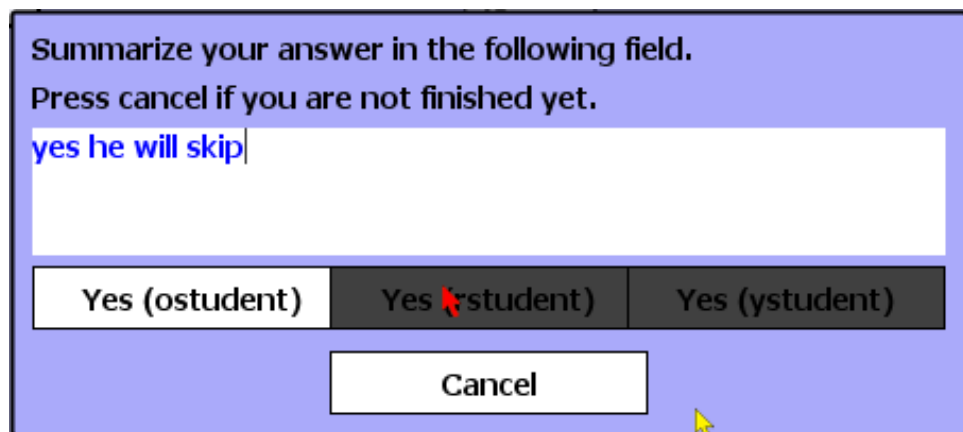 Summarize your answer in the following field.
Press cancel if you are not finished yet.
yes he will skip
Yes (ostudent) Yes (rstudent) Yes (ystudent)
Cancel